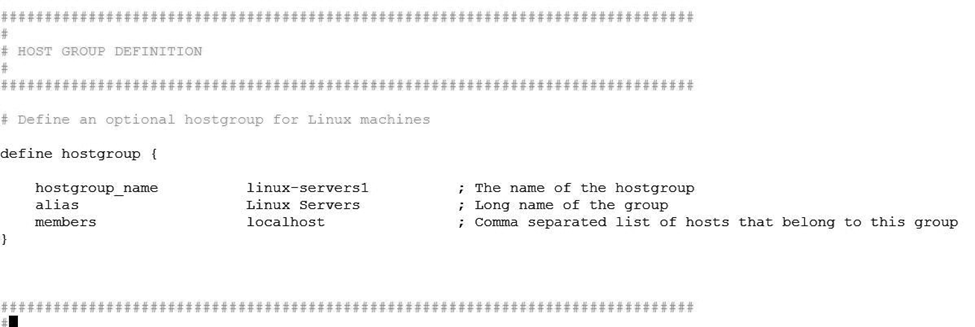 ###############################################################################
#
# HOST GROUP DEFINITION
#
###############################################################################
# Define an optional hostgroup for Linux machines
define hostgroup {
    hostgroup_name          linux-servers1          ; The name of the hostgroup
    alias                   Linux Servers           ; Long name of the group
    members                 localhost               ; Comma separated list of hosts that belong to this group
}
###############################################################################
#